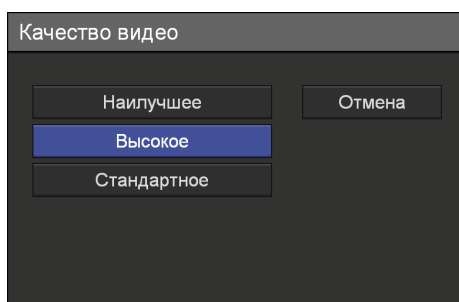 Качество видео
Наилучшее
Отмена
Высокое
Стандартное